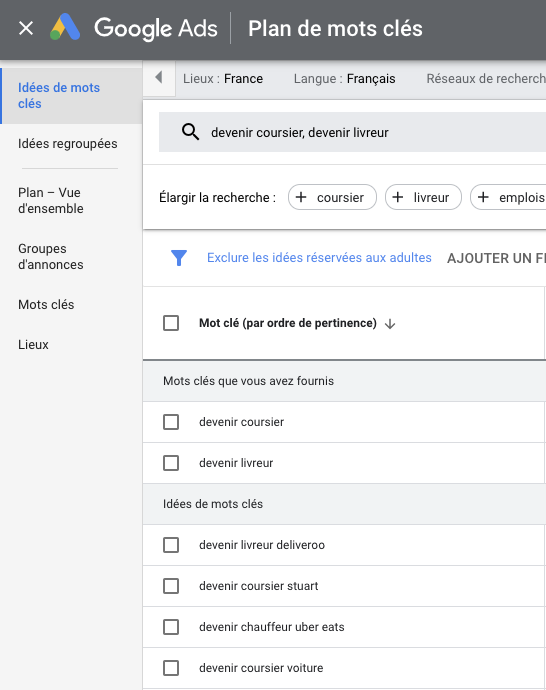 Google Ads
Plan de mots clés
Idées de mots
clés
Idées regroupées
Plan – Vue
d'ensemble
Groupes
d'annonces
Mots clés
Lieux
Lieux : France
Langue : Français
Réseaux de recherch
devenir coursier, devenir livreur
Élargir la recherche :
+ coursier
+ livreur
+ emplois
Exclure les idées réservées aux adultes
AJOUTER UN FI
Mot clé (par ordre de pertinence)
Mots clés que vous avez fournis
devenir coursier
devenir livreur
Idées de mots clés
devenir livreur deliveroo
devenir coursier stuart
devenir chauffeur uber eats
devenir coursier voiture